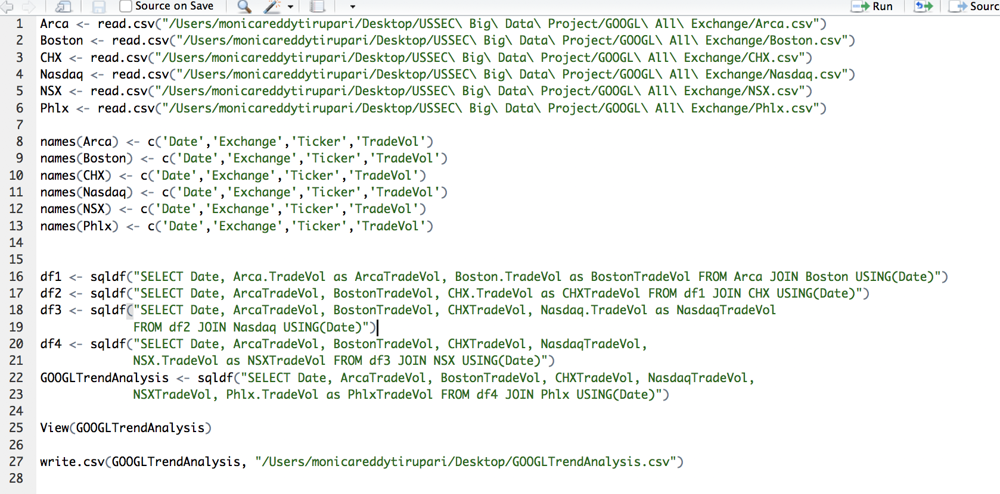 Source on Save Run Sourc
1 Arca <- read.csv("/Users/monicareddytirupari/Desktop/USSEC\ Big\ Data\ Project/GOOGL\ All\ Exchange/Arca.csv")
2 Boston <- read.csv("/Users/monicareddytirupari/Desktop/USSEC\ Big\ Data\ Project/GOOGL\ All\ Exchange/Boston.csv")
3 CHX <- read.csv("/Users/monicareddytirupari/Desktop/USSEC\ Big\ Data\ Project/GOOGL\ All\ Exchange/CHX.csv")
4 Nasdaq <- read.csv("/Users/monicareddytirupari/Desktop/USSEC\ Big\ Data\ Project/GOOGL\ All\ Exchange/Nasdaq.csv")
5 NSX <- read.csv("/Users/monicareddytirupari/Desktop/USSEC\ Big\ Data\ Project/GOOGL\ All\ Exchange/NSX.csv")
6 Phlx <- read.csv("/Users/monicareddytirupari/Desktop/USSEC\ Big\ Data\ Project/GOOGL\ All\ Exchange/Phlx.csv")
7
8 names(Arca) <- c('Date','Exchange','Ticker','TradeVol')
9 names(Boston) <- c('Date','Exchange','Ticker','TradeVol')
10 names(CHX) <- c('Date','Exchange','Ticker','TradeVol')
11 names(Nasdaq) <- c('Date','Exchange','Ticker','TradeVol')
12 names(NSX) <- c('Date','Exchange','Ticker','TradeVol')
13 names(Phlx) <- c('Date','Exchange','Ticker','TradeVol')
14
15
16 df1 <- sqldf("SELECT Date, Arca.TradeVol as ArcaTradeVol, Boston.TradeVol as BostonTradeVol FROM Arca JOIN Boston USING(Date)")
17 df2 <- sqldf("SELECT Date, ArcaTradeVol, BostonTradeVol, CHX.TradeVol as CHXTradeVol FROM df1 JOIN CHX USING(Date)")
18 df3 <- sqldf("SELECT Date, ArcaTradeVol, BostonTradeVol, CHXTradeVol, Nasdaq.TradeVol as NasdaqTradeVol
19 FROM df2 JOIN Nasdaq USING(Date)")
20 df4 <- sqldf("SELECT Date, ArcaTradeVol, BostonTradeVol, CHXTradeVol, NasdaqTradeVol,
21 NSX.TradeVol as NSXTradeVol FROM df3 JOIN NSX USING(Date)")
22 GOOGLTrendAnalysis <- sqldf("SELECT Date, ArcaTradeVol, BostonTradeVol, CHXTradeVol, NasdaqTradeVol,
23 NSXTradeVol, Phlx.TradeVol as PhlxTradeVol FROM df4 JOIN Phlx USING(Date)")
24
25 View(GOOGLTrendAnalysis)
26
27 write.csv(GOOGLTrendAnalysis, "/Users/monicareddytirupari/Desktop/GOOGLTrendAnalysis.csv")
28